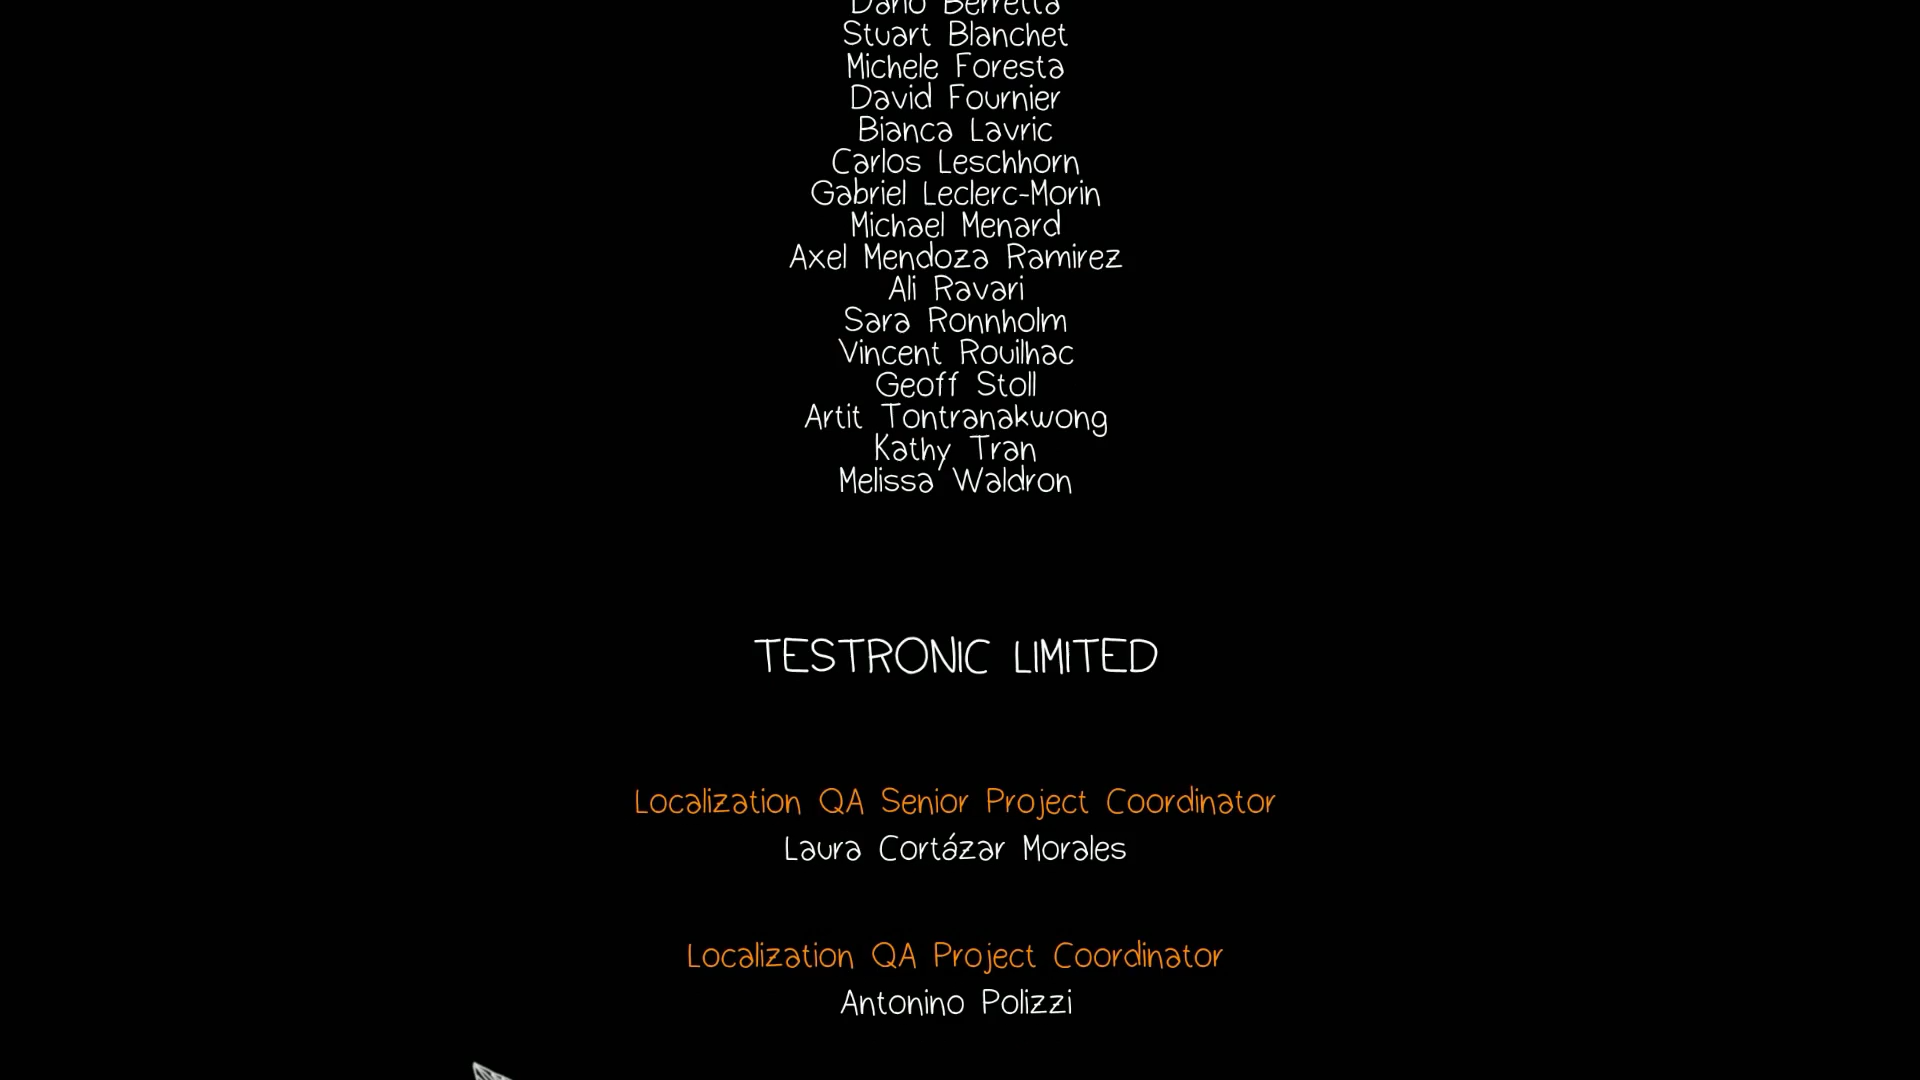 Dario Berretta
Stuart Blanchet
Michele Foresta
David Fournier
Bianca Lavric
Carlos Leschhorn
Gabriel Leclerc-Morin
Michael Menard
Axel Mendoza Ramirez
Ali Ravari
Sara Ronnholm
Vincent Rouilhac
Geoff Stoll
Artit Tontranakwong
Kathy Tran
Melissa Waldron
TESTRONIC LIMITED
Localization QA Senior Project Coordinator
Laura Cortázar Morales
Localization QA Project Coordinator
Antonino Polizzi